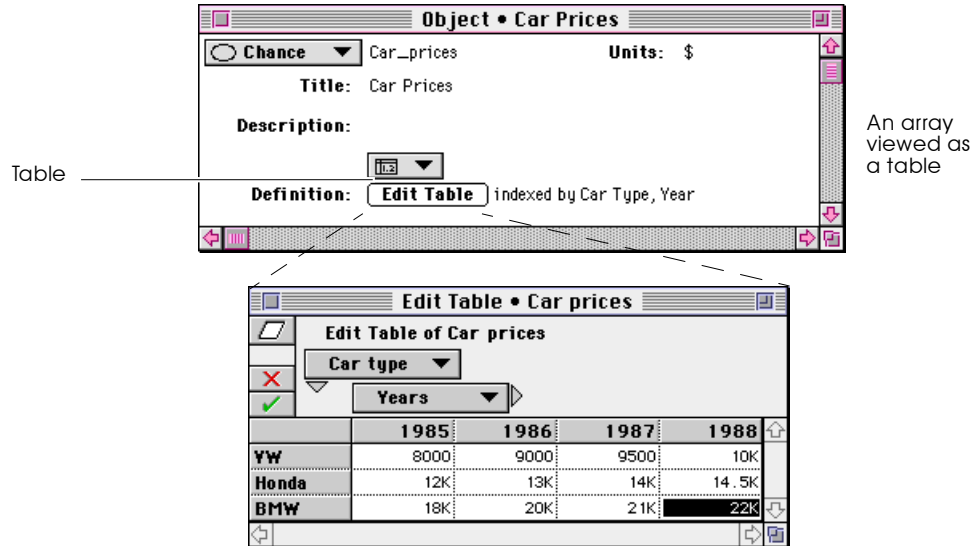 Object • Car Prices
Chance Car_prices Units: $
Title: Car Prices
Description:
An array
viewed as
a table
1.2
Table
Definition: Edit Table indexed by Car Type, Year
Edit Table • Car prices
Edit Table of Car prices
Car type
Years
1985 1986 1987 1988
VW 8000 9000 9500 10K
Honda 12K 13K 14K 14.5K
BMW 18K 20K 21K 22K